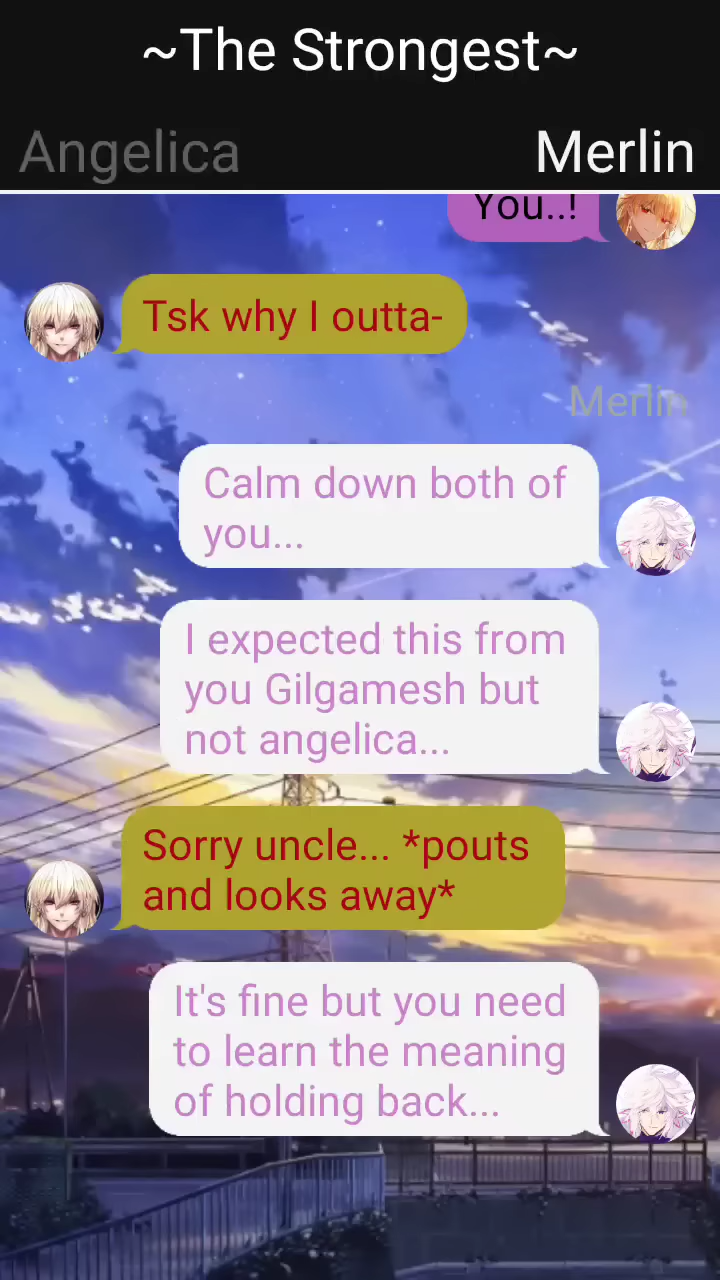 ~The Strongest~
Angelica
Merlin
You..!
Tsk why I outta-
Merlin
Calm down both of
you...
I expected this from
you Gilgamesh but
not angelica...
Sorry uncle... *pouts
and looks away*
It's fine but you need
to learn the meaning
of holding back...